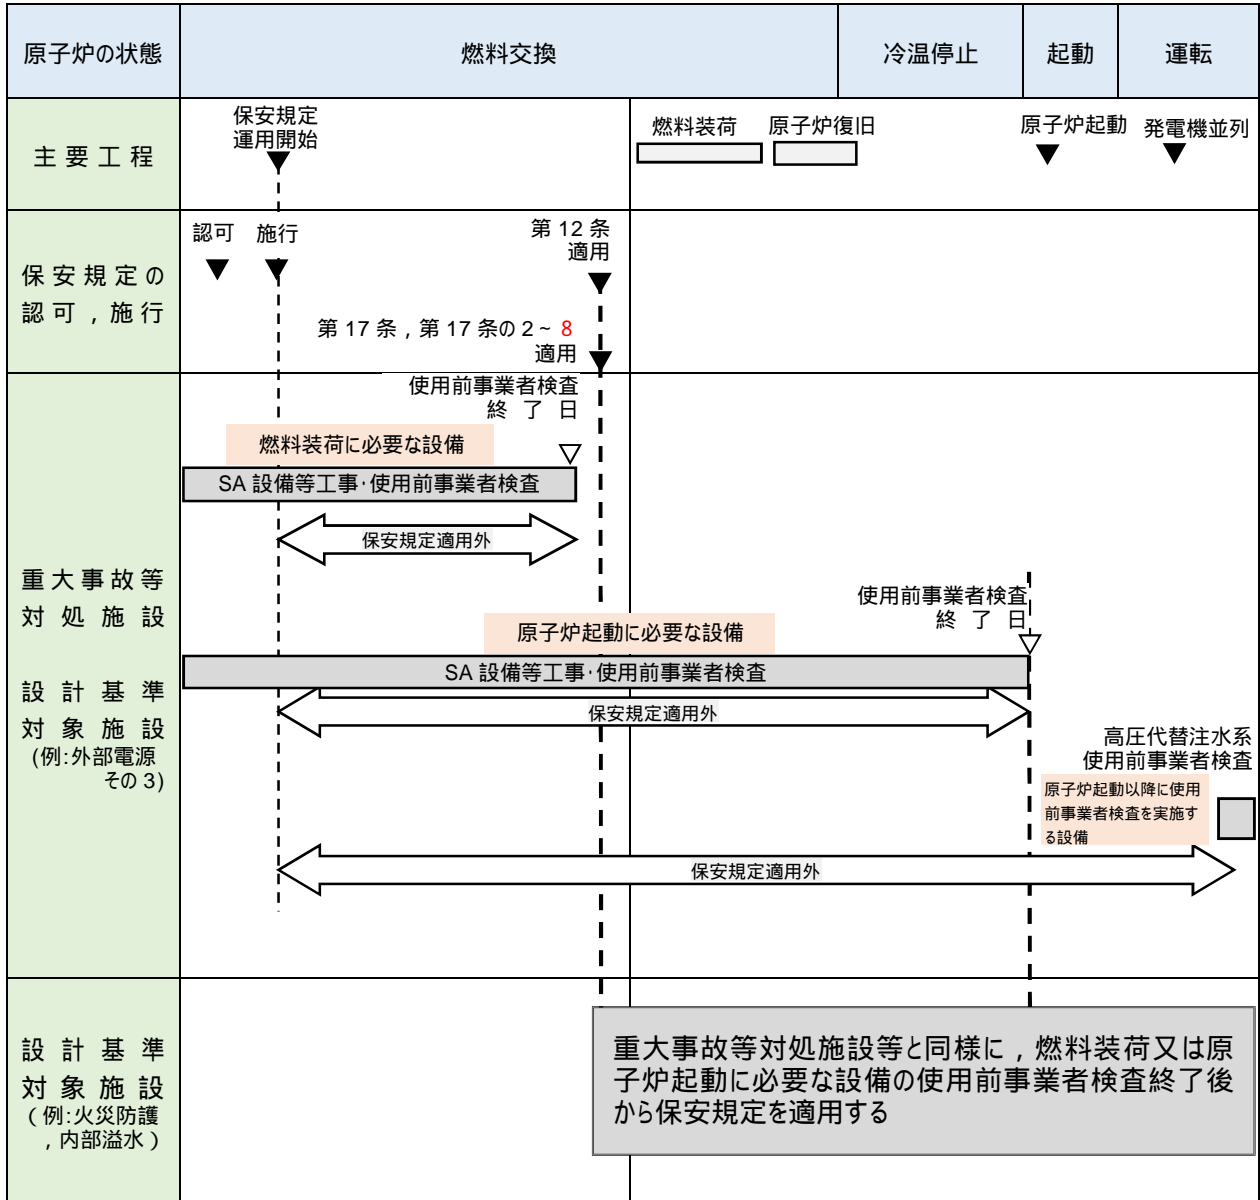 原子炉の状態
燃料交換
冷温停止
起動
運転
主要工程
保安規定
運用開始
燃料装荷
原子炉復旧
原子炉起動
発電機並列
保安規定の
認可，施行
認可
施行
第12条
適用
第17条，第17条の2～8
適用
重大事故等
対処施設
設計基準
対象施設
(例:外部電源
その3)
使用前事業者検査
終了日
燃料装荷に必要な設備
SA設備等工事･使用前事業者検査
保安規定適用外
使用前事業者検査
終了日
原子炉起動に必要な設備
SA設備等工事･使用前事業者検査
保安規定適用外
高圧代替注水系
使用前事業者検査
原子炉起動以降に使用
前事業者検査を実施す
る設備
保安規定適用外
設計基準
対象施設
(例:火災防護
，内部溢水)
重大事故等対処施設等と同様に，燃料装荷又は原
子炉起動に必要な設備の使用前事業者検査終了後
から保安規定を適用する